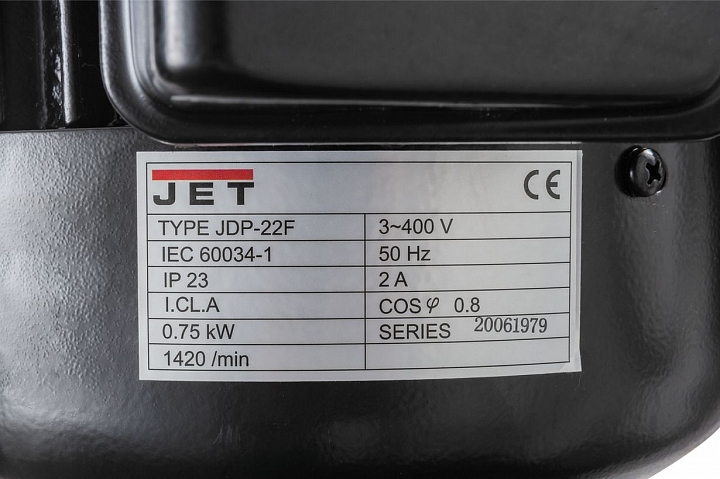 JET CE
TYPE JDP-22F 3~400 V
IEC 60034-1 50 Hz
IP 23 2 A
I.CL.A COS φ 0.8
0.75 kW SERIES 20061979
1420 /min